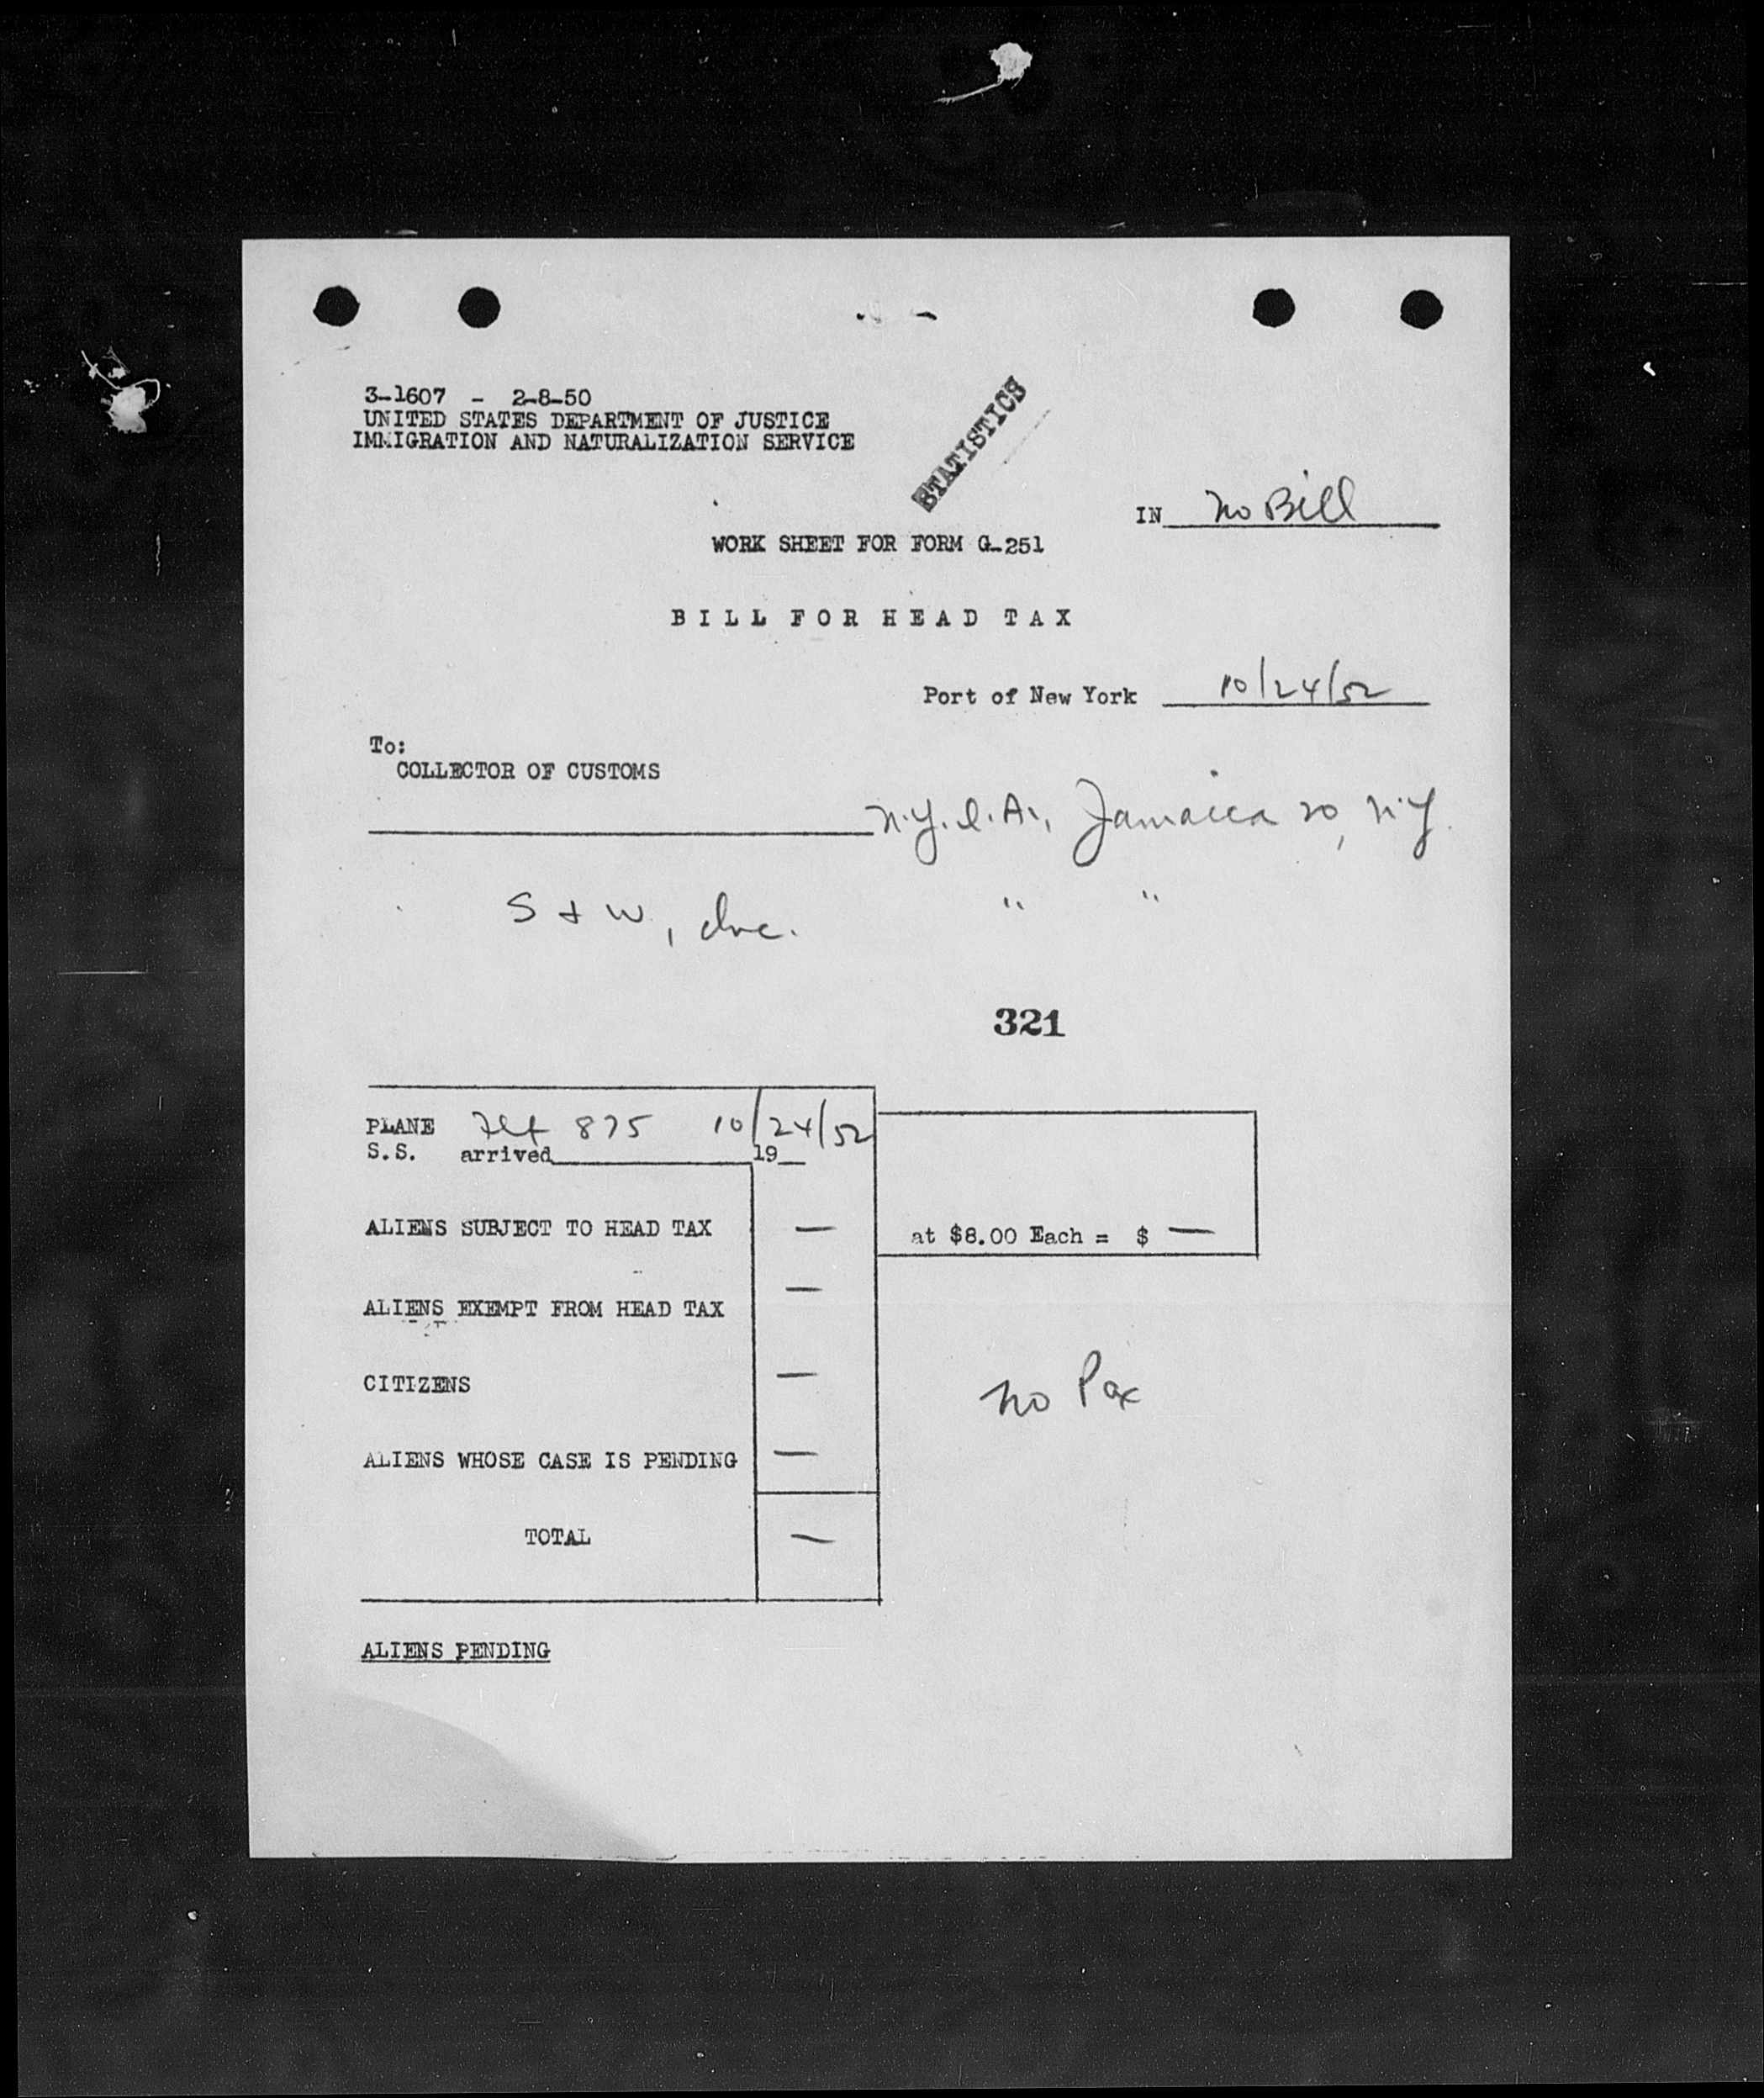 3-1607 - 2-8-50
UNITED STATES DEPARTMENT OF JUSTICE
IMMIGRATION AND NATURALIZATION SERVICE
STATISTICS
IN No Bill
WORK SHEET FOR FORM G-251
BILL FOR HEAD TAX
Port of New York 10/24/52
To:
COLLECTOR OF CUSTOMS
N.Y.I.A., Jamaica 20, N.Y.
S + W, Inc. " "
321
PLANE Flt 875 10/24/52
S.S. arrived 19
ALIENS SUBJECT TO HEAD TAX —
at $8.00 Each = $ —
ALIENS EXEMPT FROM HEAD TAX —
CITIZENS —
No Pax
ALIENS WHOSE CASE IS PENDING —
TOTAL —
ALIENS PENDING